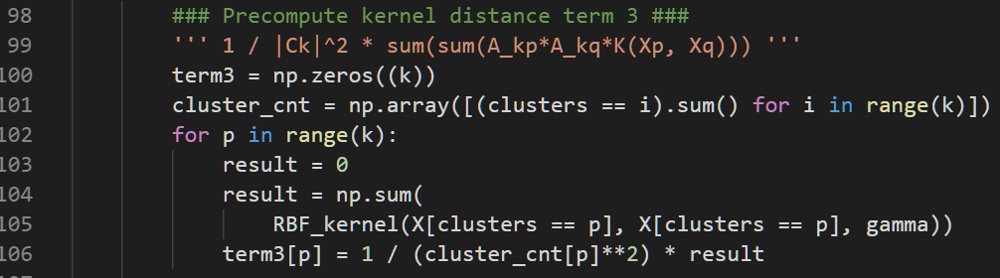 98 ### Precompute kernel distance term 3 ###
99 ''' 1 / |Ck|^2 * sum(sum(A_kp*A_kq*K(Xp, Xq))) '''
100 term3 = np.zeros((k))
101 cluster_cnt = np.array([(clusters == i).sum() for i in range(k)])
102 for p in range(k):
103 result = 0
104 result = np.sum(
105 RBF_kernel(X[clusters == p], X[clusters == p], gamma))
106 term3[p] = 1 / (cluster_cnt[p]**2) * result